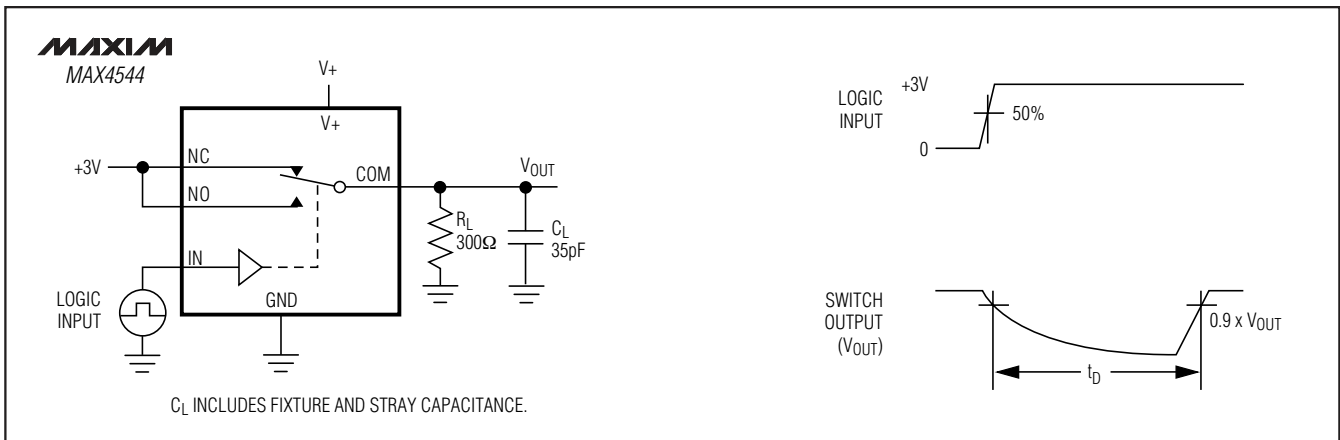 MAXIM
MAX4544
V+
V+
+3V
NC
NO
COM
VOUT
RL
300Ω
CL
35pF
IN
LOGIC
INPUT
GND
CL INCLUDES FIXTURE AND STRAY CAPACITANCE.
LOGIC
INPUT
+3V
50%
0
SWITCH
OUTPUT
(VOUT)
0.9 x VOUT
tD